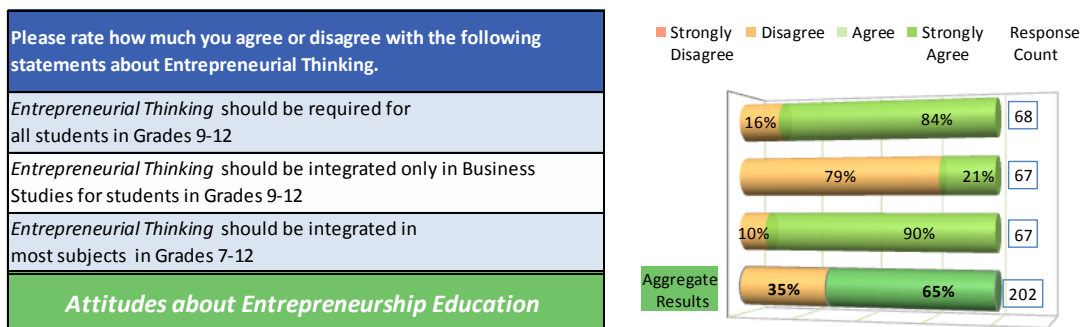 Please rate how much you agree or disagree with the following
statements about Entrepreneurial Thinking.
Entrepreneurial Thinking should be required for
all students in Grades 9-12
Entrepreneurial Thinking should be integrated only in Business
Studies for students in Grades 9-12
Entrepreneurial Thinking should be integrated in
most subjects in Grades 7-12
Attitudes about Entrepreneurship Education
Strongly Disagree
Disagree
Agree
Strongly Agree
Response Count
16% 84% 68
79% 21% 67
10% 90% 67
Aggregate Results
35% 65% 202